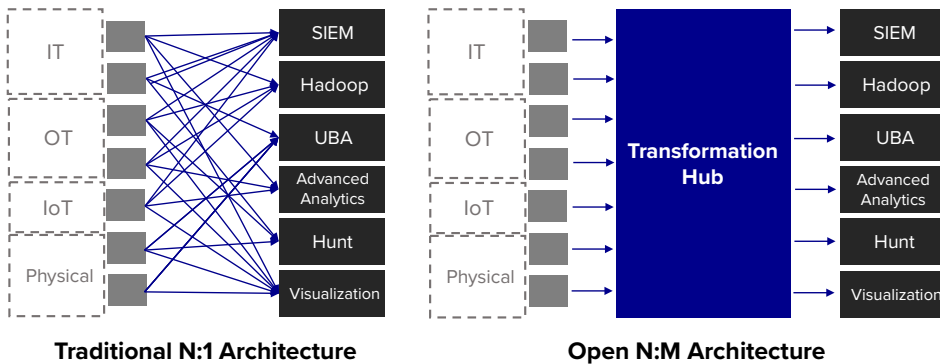 IT
OT
IoT
Physical
SIEM
Hadoop
UBA
Advanced
Analytics
Hunt
Visualization
Traditional N:1 Architecture
IT
OT
IoT
Physical
Transformation
Hub
SIEM
Hadoop
UBA
Advanced
Analytics
Hunt
Visualization
Open N:M Architecture